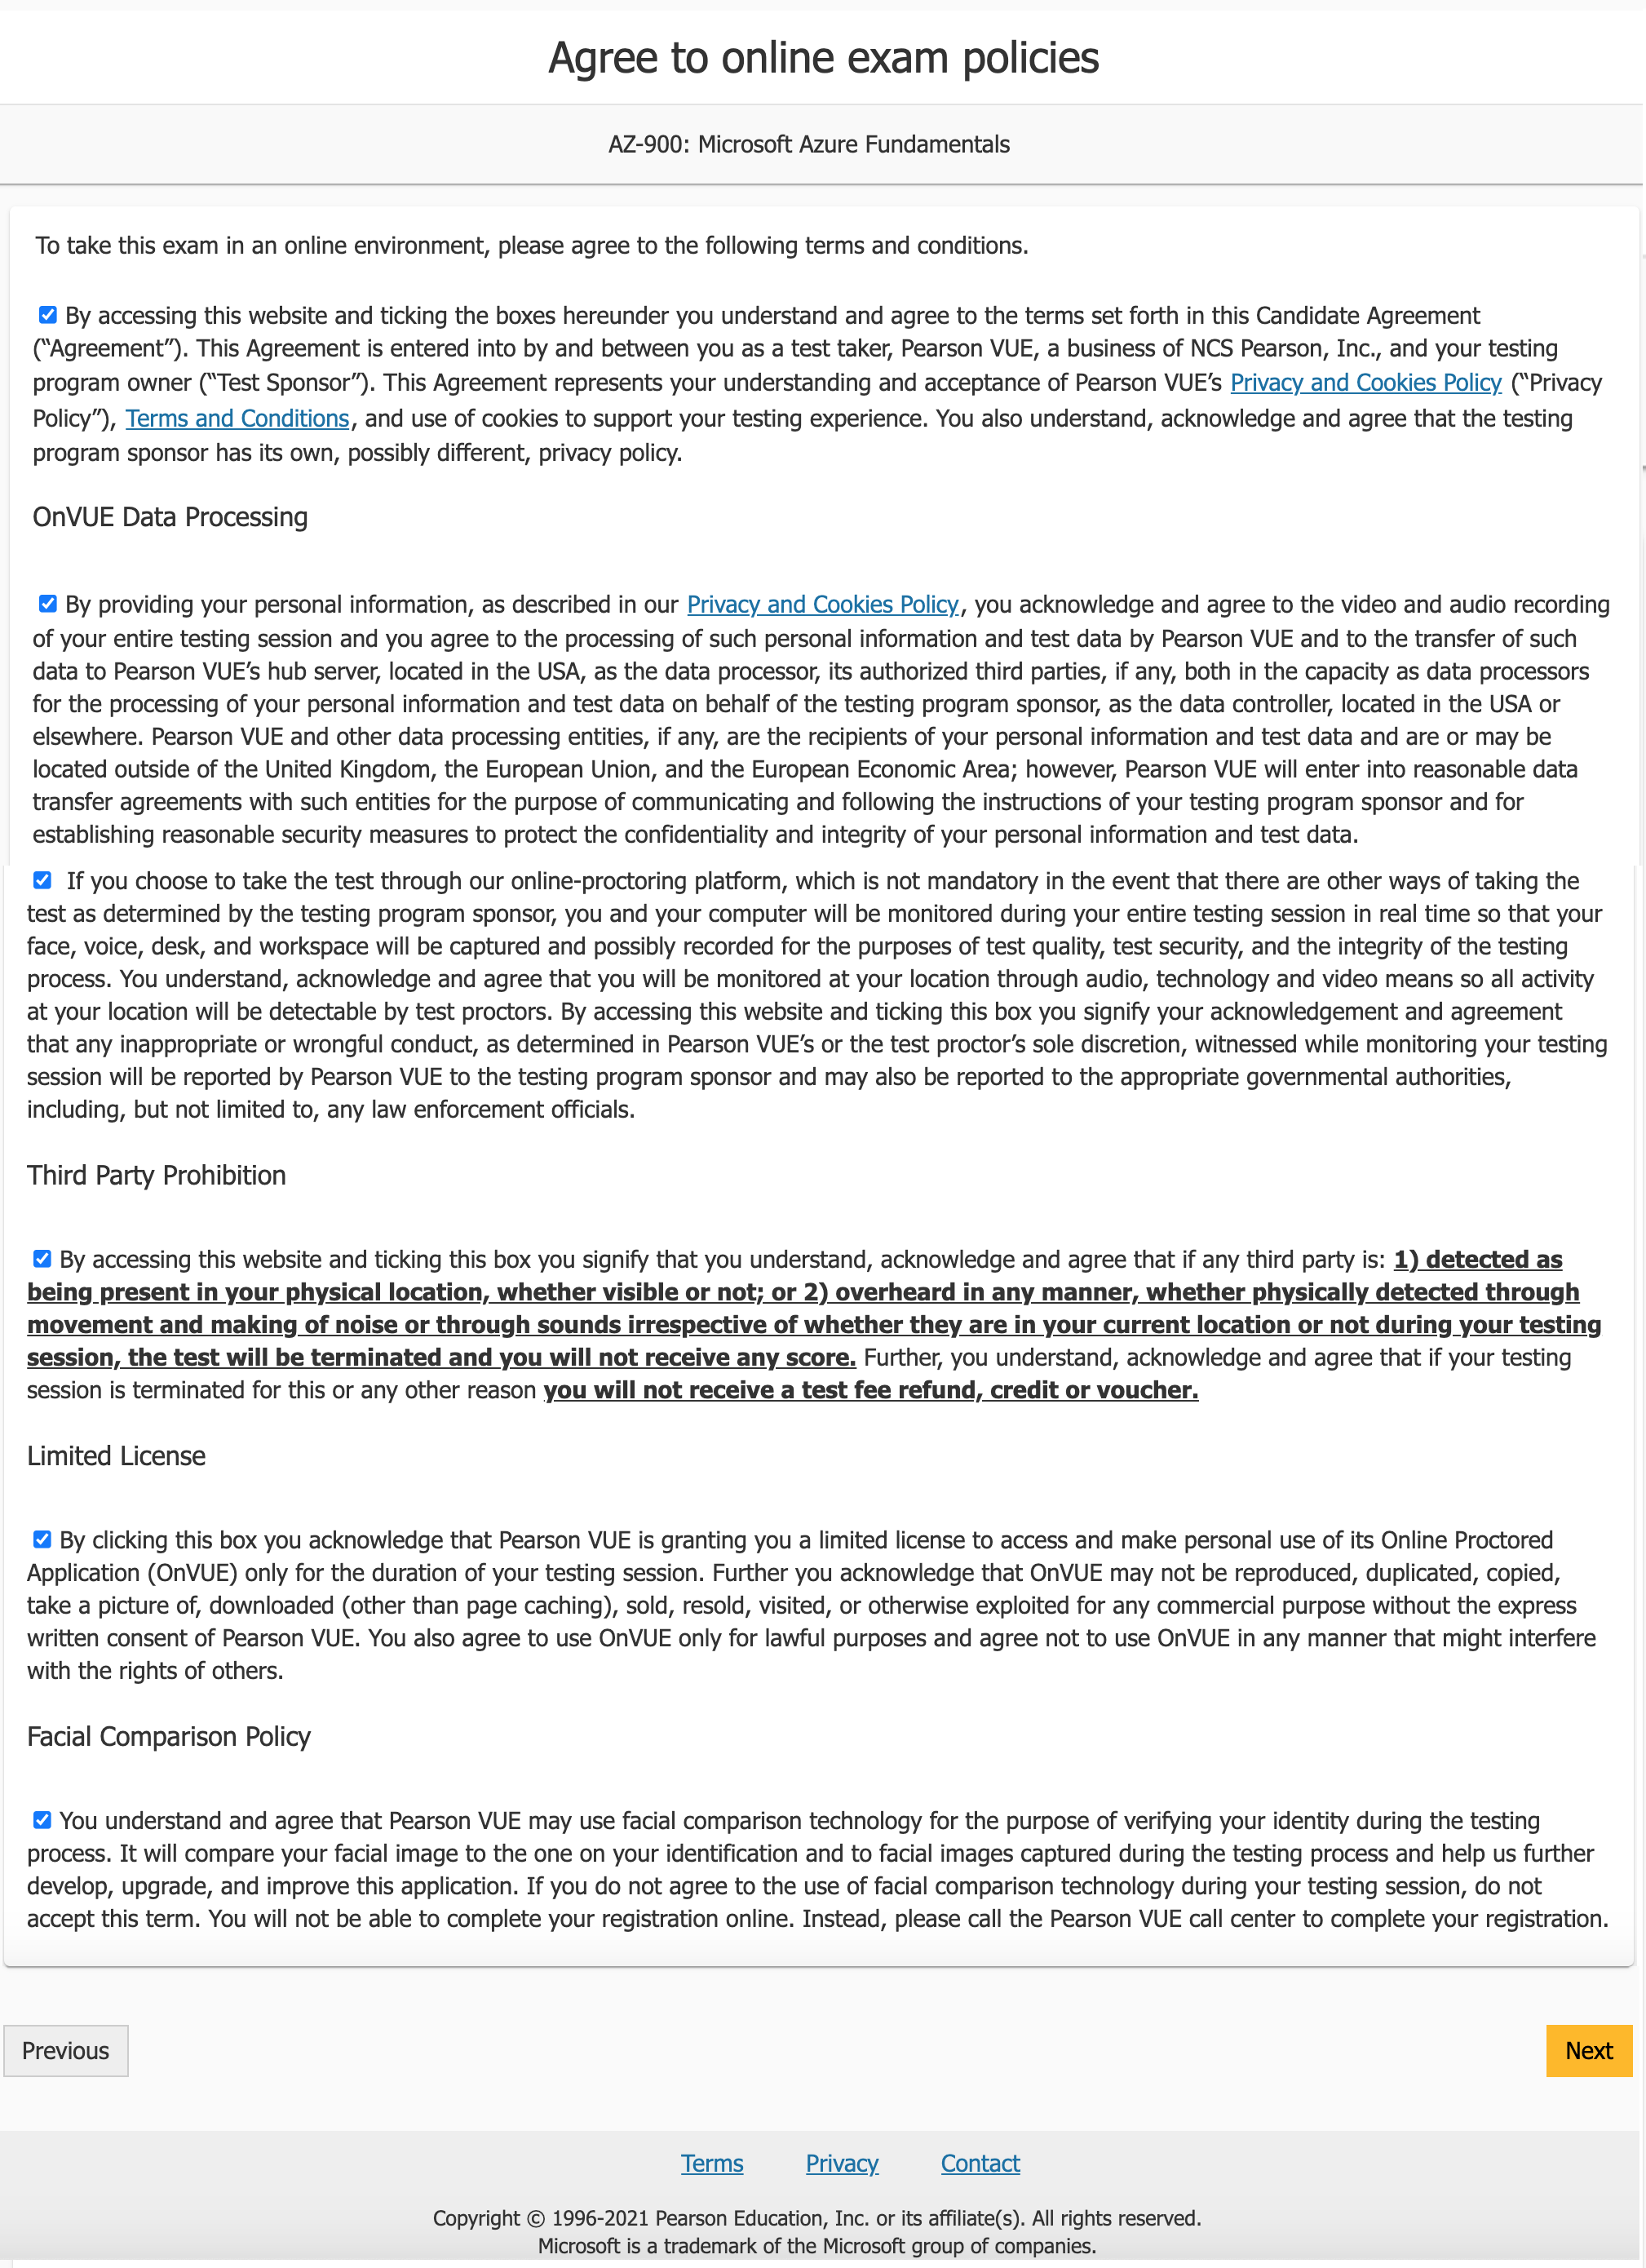 Agree to online exam policies
AZ-900: Microsoft Azure Fundamentals
To take this exam in an online environment, please agree to the following terms and conditions.
By accessing this website and ticking the boxes hereunder you understand and agree to the terms set forth in this Candidate Agreement
(“Agreement”). This Agreement is entered into by and between you as a test taker, Pearson VUE, a business of NCS Pearson, Inc., and your testing
program owner (“Test Sponsor”). This Agreement represents your understanding and acceptance of Pearson VUE’s Privacy and Cookies Policy (“Privacy
Policy”), Terms and Conditions, and use of cookies to support your testing experience. You also understand, acknowledge and agree that the testing
program sponsor has its own, possibly different, privacy policy.
OnVUE Data Processing
By providing your personal information, as described in our Privacy and Cookies Policy, you acknowledge and agree to the video and audio recording
of your entire testing session and you agree to the processing of such personal information and test data by Pearson VUE and to the transfer of such
data to Pearson VUE’s hub server, located in the USA, as the data processor, its authorized third parties, if any, both in the capacity as data processors
for the processing of your personal information and test data on behalf of the testing program sponsor, as the data controller, located in the USA or
elsewhere. Pearson VUE and other data processing entities, if any, are the recipients of your personal information and test data and are or may be
located outside of the United Kingdom, the European Union, and the European Economic Area; however, Pearson VUE will enter into reasonable data
transfer agreements with such entities for the purpose of communicating and following the instructions of your testing program sponsor and for
establishing reasonable security measures to protect the confidentiality and integrity of your personal information and test data.
If you choose to take the test through our online-proctoring platform, which is not mandatory in the event that there are other ways of taking the
test as determined by the testing program sponsor, you and your computer will be monitored during your entire testing session in real time so that your
face, voice, desk, and workspace will be captured and possibly recorded for the purposes of test quality, test security, and the integrity of the testing
process. You understand, acknowledge and agree that you will be monitored at your location through audio, technology and video means so all activity
at your location will be detectable by test proctors. By accessing this website and ticking this box you signify your acknowledgement and agreement
that any inappropriate or wrongful conduct, as determined in Pearson VUE’s or the test proctor’s sole discretion, witnessed while monitoring your testing
session will be reported by Pearson VUE to the testing program sponsor and may also be reported to the appropriate governmental authorities,
including, but not limited to, any law enforcement officials.
Third Party Prohibition
By accessing this website and ticking this box you signify that you understand, acknowledge and agree that if any third party is: 1) detected as
being present in your physical location, whether visible or not; or 2) overheard in any manner, whether physically detected through
movement and making of noise or through sounds irrespective of whether they are in your current location or not during your testing
session, the test will be terminated and you will not receive any score. Further, you understand, acknowledge and agree that if your testing
session is terminated for this or any other reason you will not receive a test fee refund, credit or voucher.
Limited License
By clicking this box you acknowledge that Pearson VUE is granting you a limited license to access and make personal use of its Online Proctored
Application (OnVUE) only for the duration of your testing session. Further you acknowledge that OnVUE may not be reproduced, duplicated, copied,
take a picture of, downloaded (other than page caching), sold, resold, visited, or otherwise exploited for any commercial purpose without the express
written consent of Pearson VUE. You also agree to use OnVUE only for lawful purposes and agree not to use OnVUE in any manner that might interfere
with the rights of others.
Facial Comparison Policy
You understand and agree that Pearson VUE may use facial comparison technology for the purpose of verifying your identity during the testing
process. It will compare your facial image to the one on your identification and to facial images captured during the testing process and help us further
develop, upgrade, and improve this application. If you do not agree to the use of facial comparison technology during your testing session, do not
accept this term. You will not be able to complete your registration online. Instead, please call the Pearson VUE call center to complete your registration.
Previous
Next
Terms Privacy Contact
Copyright © 1996-2021 Pearson Education, Inc. or its affiliate(s). All rights reserved.
Microsoft is a trademark of the Microsoft group of companies.